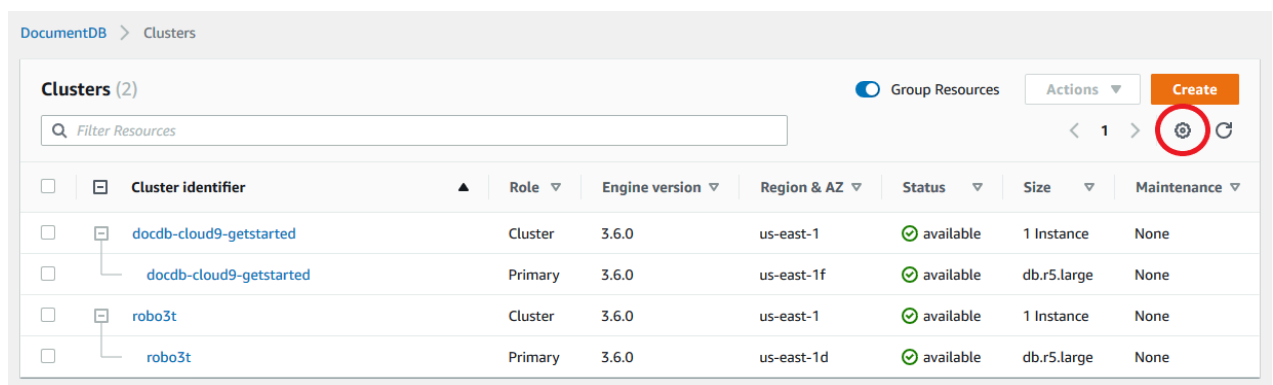 DocumentDB > Clusters
Clusters (2) Group Resources Actions Create
Filter Resources < 1 >
Cluster identifier Role Engine version Region & AZ Status Size Maintenance
docdb-cloud9-getstarted Cluster 3.6.0 us-east-1 available 1 Instance None
docdb-cloud9-getstarted Primary 3.6.0 us-east-1f available db.r5.large None
robo3t Cluster 3.6.0 us-east-1 available 1 Instance None
robo3t Primary 3.6.0 us-east-1d available db.r5.large None